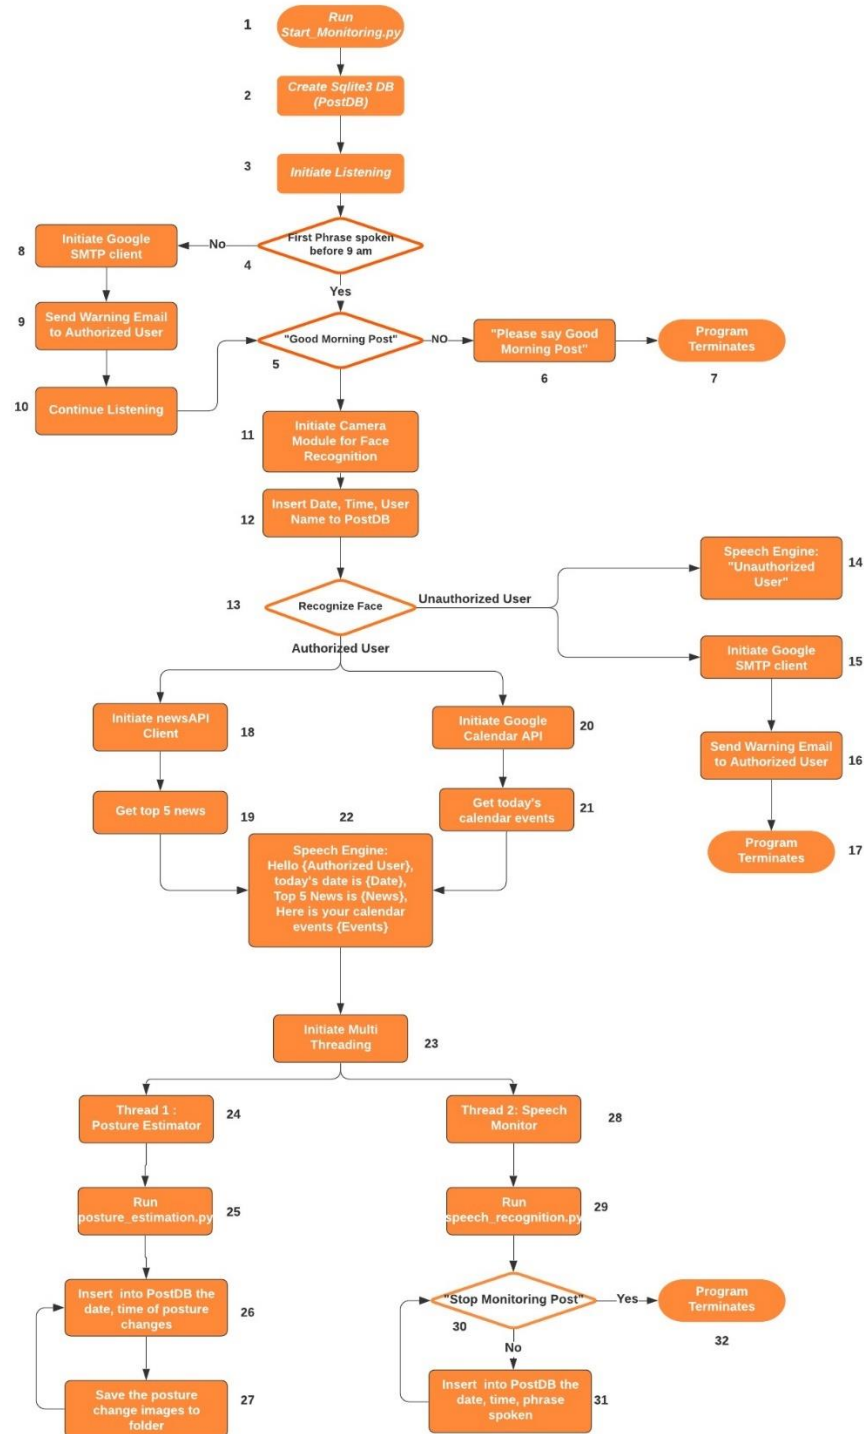 1
Run
Start_Monitoring.py
2
Create Sqlite3 DB
(PostDB)
3
Initiate Listening
4
First Phrase spoken
before 9 am
No
Yes
8
Initiate Google
SMTP client
9
Send Warning Email
to Authorized User
10
Continue Listening
"Good Morning Post"
5
NO
"Please say Good
Morning Post"
6
Program
Terminates
7
11
Initiate Camera
Module for Face
Recognition
12
Insert Date, Time, User
Name to PostDB
13
Recognize Face
Unauthorized User
Authorized User
Speech Engine:
"Unauthorized
User"
14
Initiate Google
SMTP client
15
Send Warning Email
to Authorized User
16
Program
Terminates
17
Initiate newsAPI
Client
18
Get top 5 news
19
Initiate Google
Calendar API
20
Get today's
calendar events
21
22
Speech Engine:
Hello {Authorized User},
today's date is {Date},
Top 5 News is {News},
Here is your calendar
events {Events}
Initiate Multi
Threading
23
Thread 1 :
Posture Estimator
24
Run
posture_estimation.py
25
Insert into PostDB the
date, time of posture
changes
26
Save the posture
change images to
folder
27
Thread 2: Speech
Monitor
28
Run
speech_recognition.py
29
"Stop Monitoring Post"
30
Yes
No
Program
Terminates
32
Insert into PostDB the
date, time, phrase
spoken
31